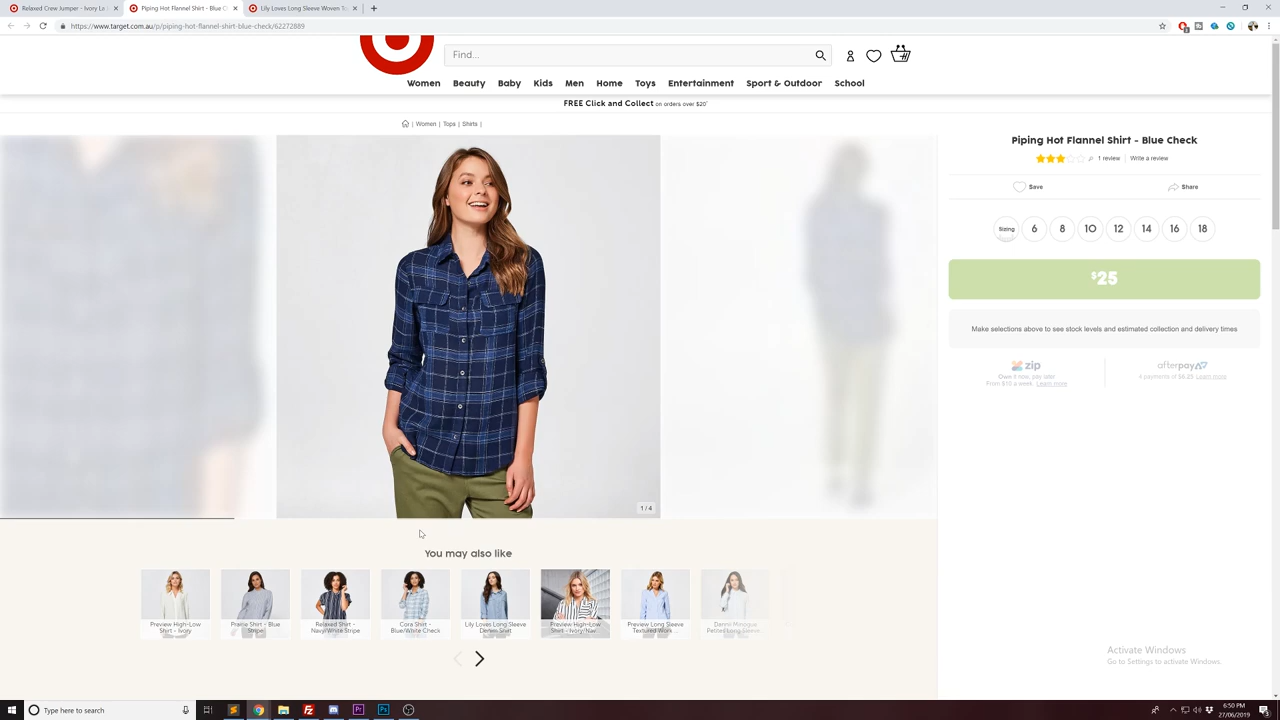 Relaxed Crew Jumper - Ivory Lo
Piping Hot Flannel Shirt - Blue C
Lily Loves Long Sleeve Woven To
https://www.target.com.au/p/piping-hot-flannel-shirt-blue-check/62272889
Find...
Women Beauty Baby Kids Men Home Toys Entertainment Sport & Outdoor School
FREE Click and Collect on orders over $20*
| Women | Tops | Shirts |
Piping Hot Flannel Shirt - Blue Check
1 review Write a review
Save Share
Sizing 6 8 10 12 14 16 18
$25
Make selections above to see stock levels and estimated collection and delivery times
zip
Own it now, pay later
From $10 a week. Learn more
afterpay
4 payments of $6.25 Learn more
1 / 4
You may also like
Preview High-Low Shirt - Ivory
Prairie Shirt - Blue Stripe
Relaxed Shirt - Navy/White Stripe
Cora Shirt - Blue/White Check
Lily Loves Long Sleeve Denim Shirt
Preview High-Low Shirt - Ivory/Nav...
Preview Long Sleeve Textured Work ...
Dannii Minogue Petites Long Sleeve...
Activate Windows
Go to Settings to activate Windows.
Type here to search
6:50 PM
27/06/2019